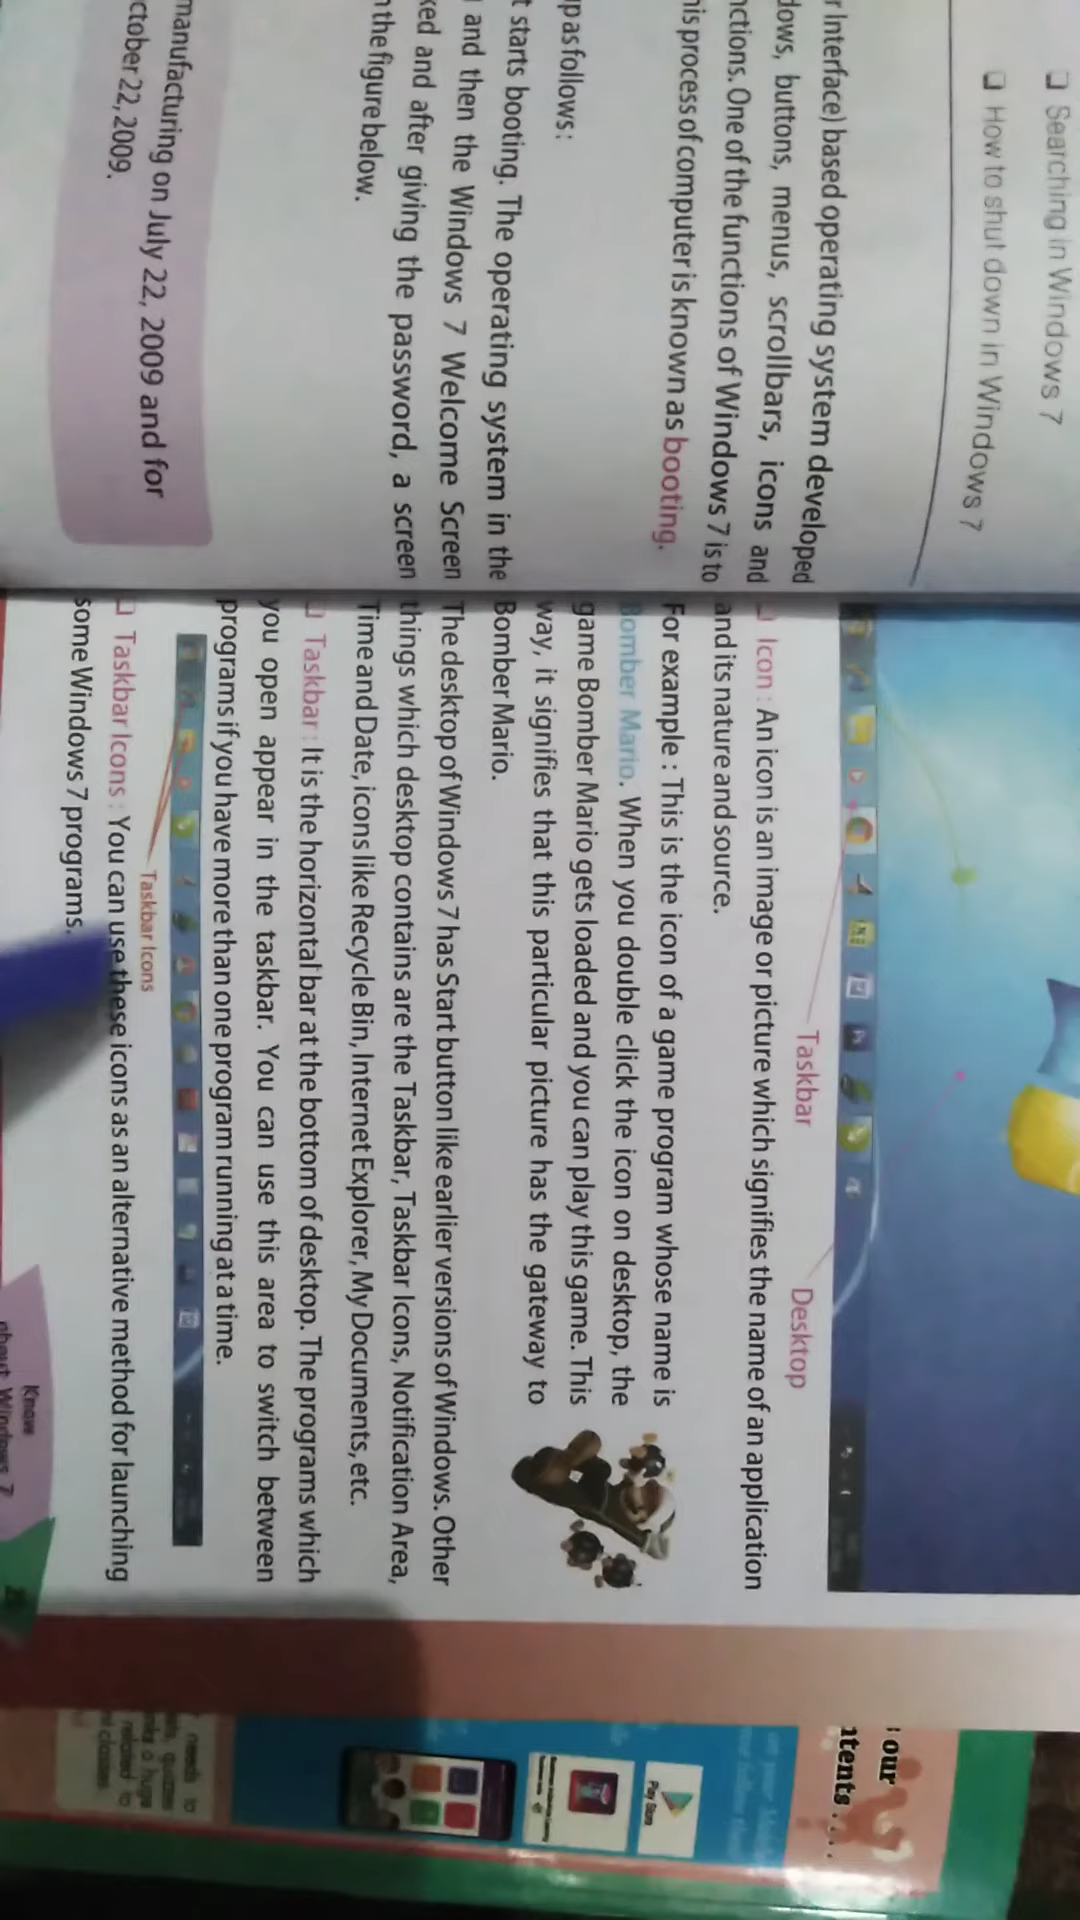 ❑ Searching in Windows 7
❑ How to shut down in Windows 7
r Interface) based operating system developed
dows, buttons, menus, scrollbars, icons and
nctions. One of the functions of Windows 7 is to
his process of computer is known as booting.
p as follows :
t starts booting. The operating system in the
and then the Windows 7 Welcome Screen
ked and after giving the password, a screen
n the figure below.
manufacturing on July 22, 2009 and for
ctober 22, 2009.
Taskbar
Desktop
❑ Icon : An icon is an image or picture which signifies the name of an application
and its nature and source.
For example : This is the icon of a game program whose name is
Bomber Mario. When you double click the icon on desktop, the
game Bomber Mario gets loaded and you can play this game. This
way, it signifies that this particular picture has the gateway to
Bomber Mario.
The desktop of Windows 7 has Start button like earlier versions of Windows. Other
things which desktop contains are the Taskbar, Taskbar Icons, Notification Area,
Time and Date, icons like Recycle Bin, Internet Explorer, My Documents, etc.
❑ Taskbar : It is the horizontal bar at the bottom of desktop. The programs which
you open appear in the taskbar. You can use this area to switch between
programs if you have more than one program running at a time.
Taskbar Icons
❑ Taskbar Icons : You can use these icons as an alternative method for launching
some Windows 7 programs.
Know
about Windows 7
our
ntents . . . .
Play Store
needs to
quizzes
a huge
related to
classes